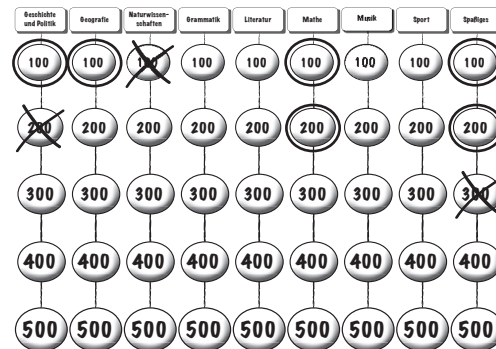 Geschichte
und Politik
Geografie
Naturwissen-
schaften
Grammatik
Literatur
Mathe
Musik
Sport
Spaßiges
100 100 100 100 100 100 100 100 100
200 200 200 200 200 200 200 200 200
300 300 300 300 300 300 300 300 300
400 400 400 400 400 400 400 400 400
500 500 500 500 500 500 500 500 500